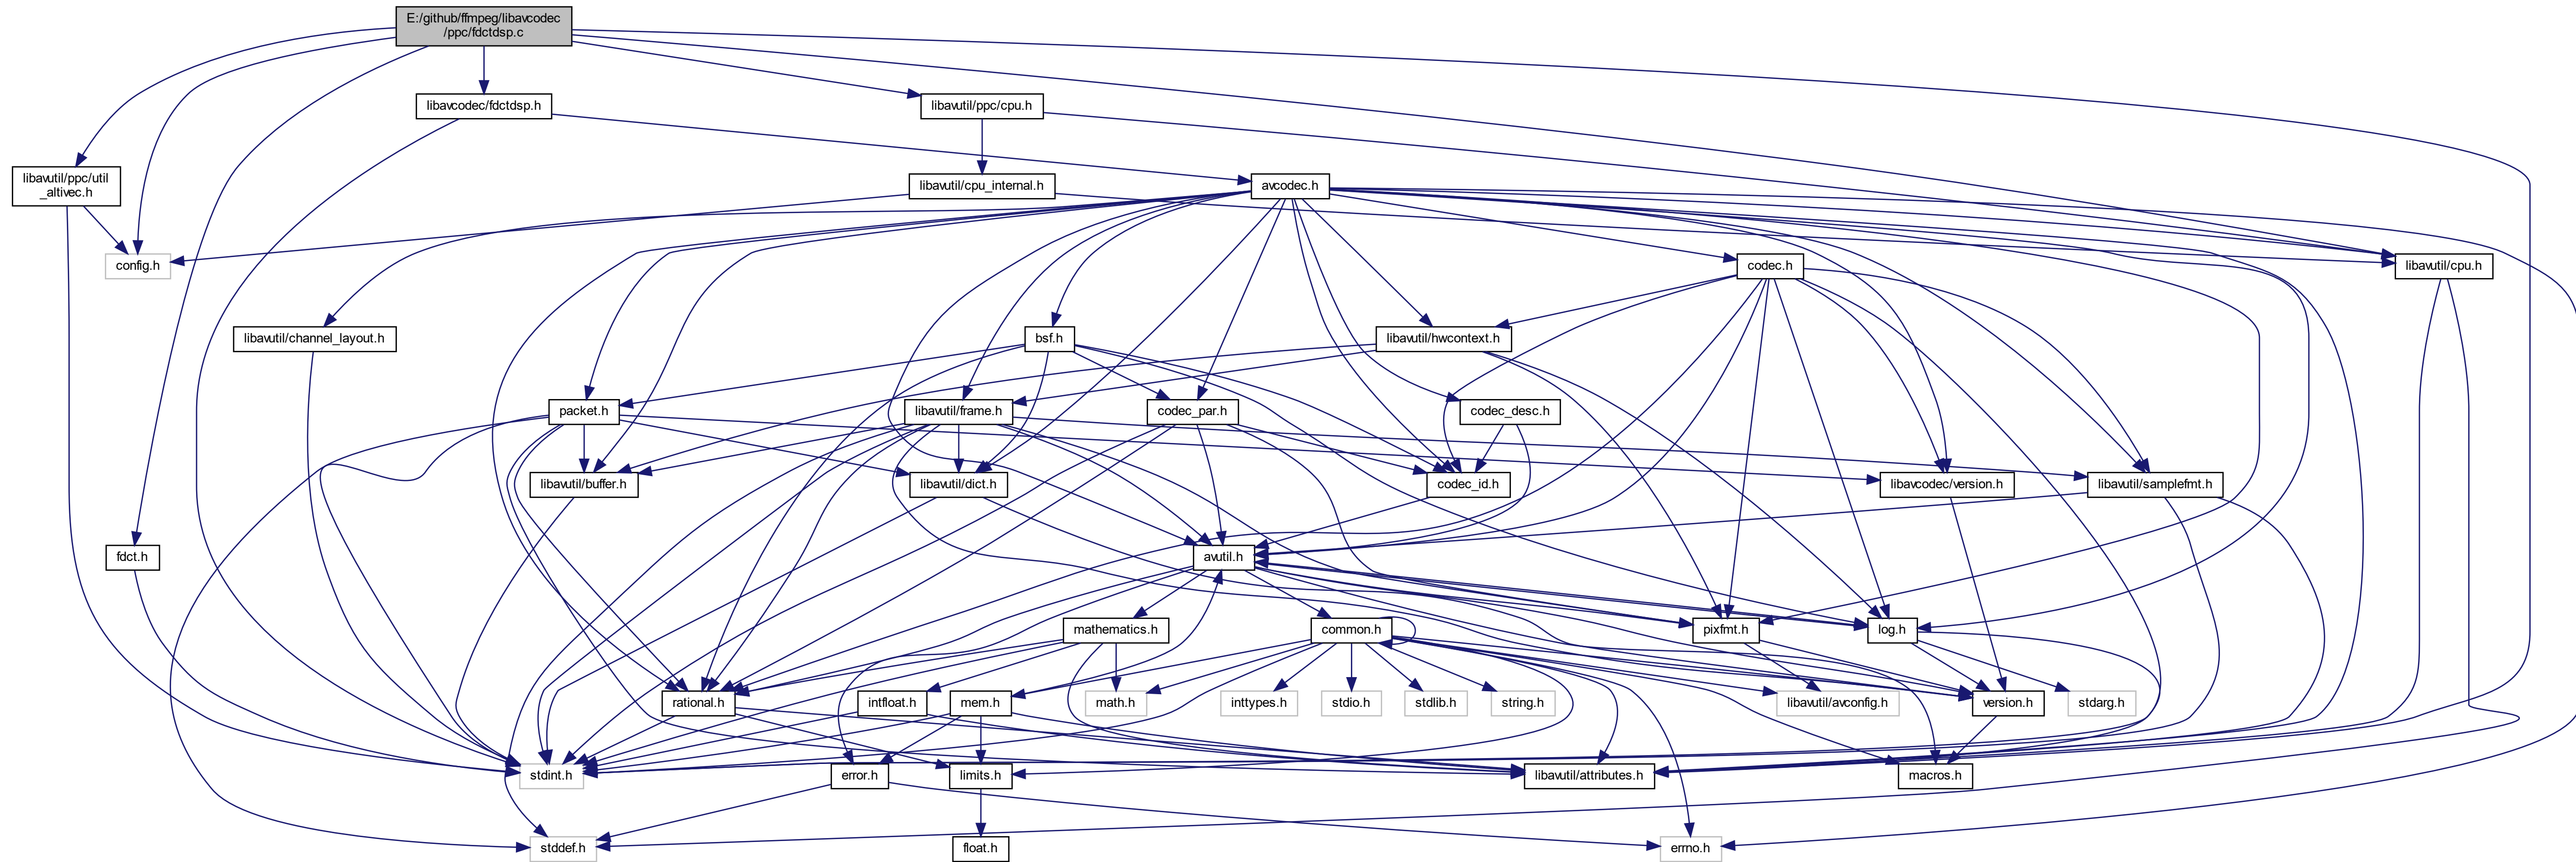 E:/github/ffmpeg/libavcodec
/ppc/fdctdsp.c
libavcodec/fdctdsp.h
libavutil/ppc/cpu.h
libavutil/ppc/util
_altivec.h
libavutil/cpu_internal.h
avcodec.h
config.h
codec.h
libavutil/cpu.h
libavutil/channel_layout.h
bsf.h
libavutil/hwcontext.h
packet.h
libavutil/frame.h
codec_par.h
codec_desc.h
libavutil/buffer.h
libavutil/dict.h
codec_id.h
libavcodec/version.h
libavutil/samplefmt.h
fdct.h
avutil.h
mathematics.h
common.h
pixfmt.h
log.h
rational.h
intfloat.h
mem.h
math.h
inttypes.h
stdio.h
stdlib.h
string.h
libavutil/avconfig.h
version.h
stdarg.h
stdint.h
error.h
limits.h
libavutil/attributes.h
macros.h
stddef.h
float.h
errno.h